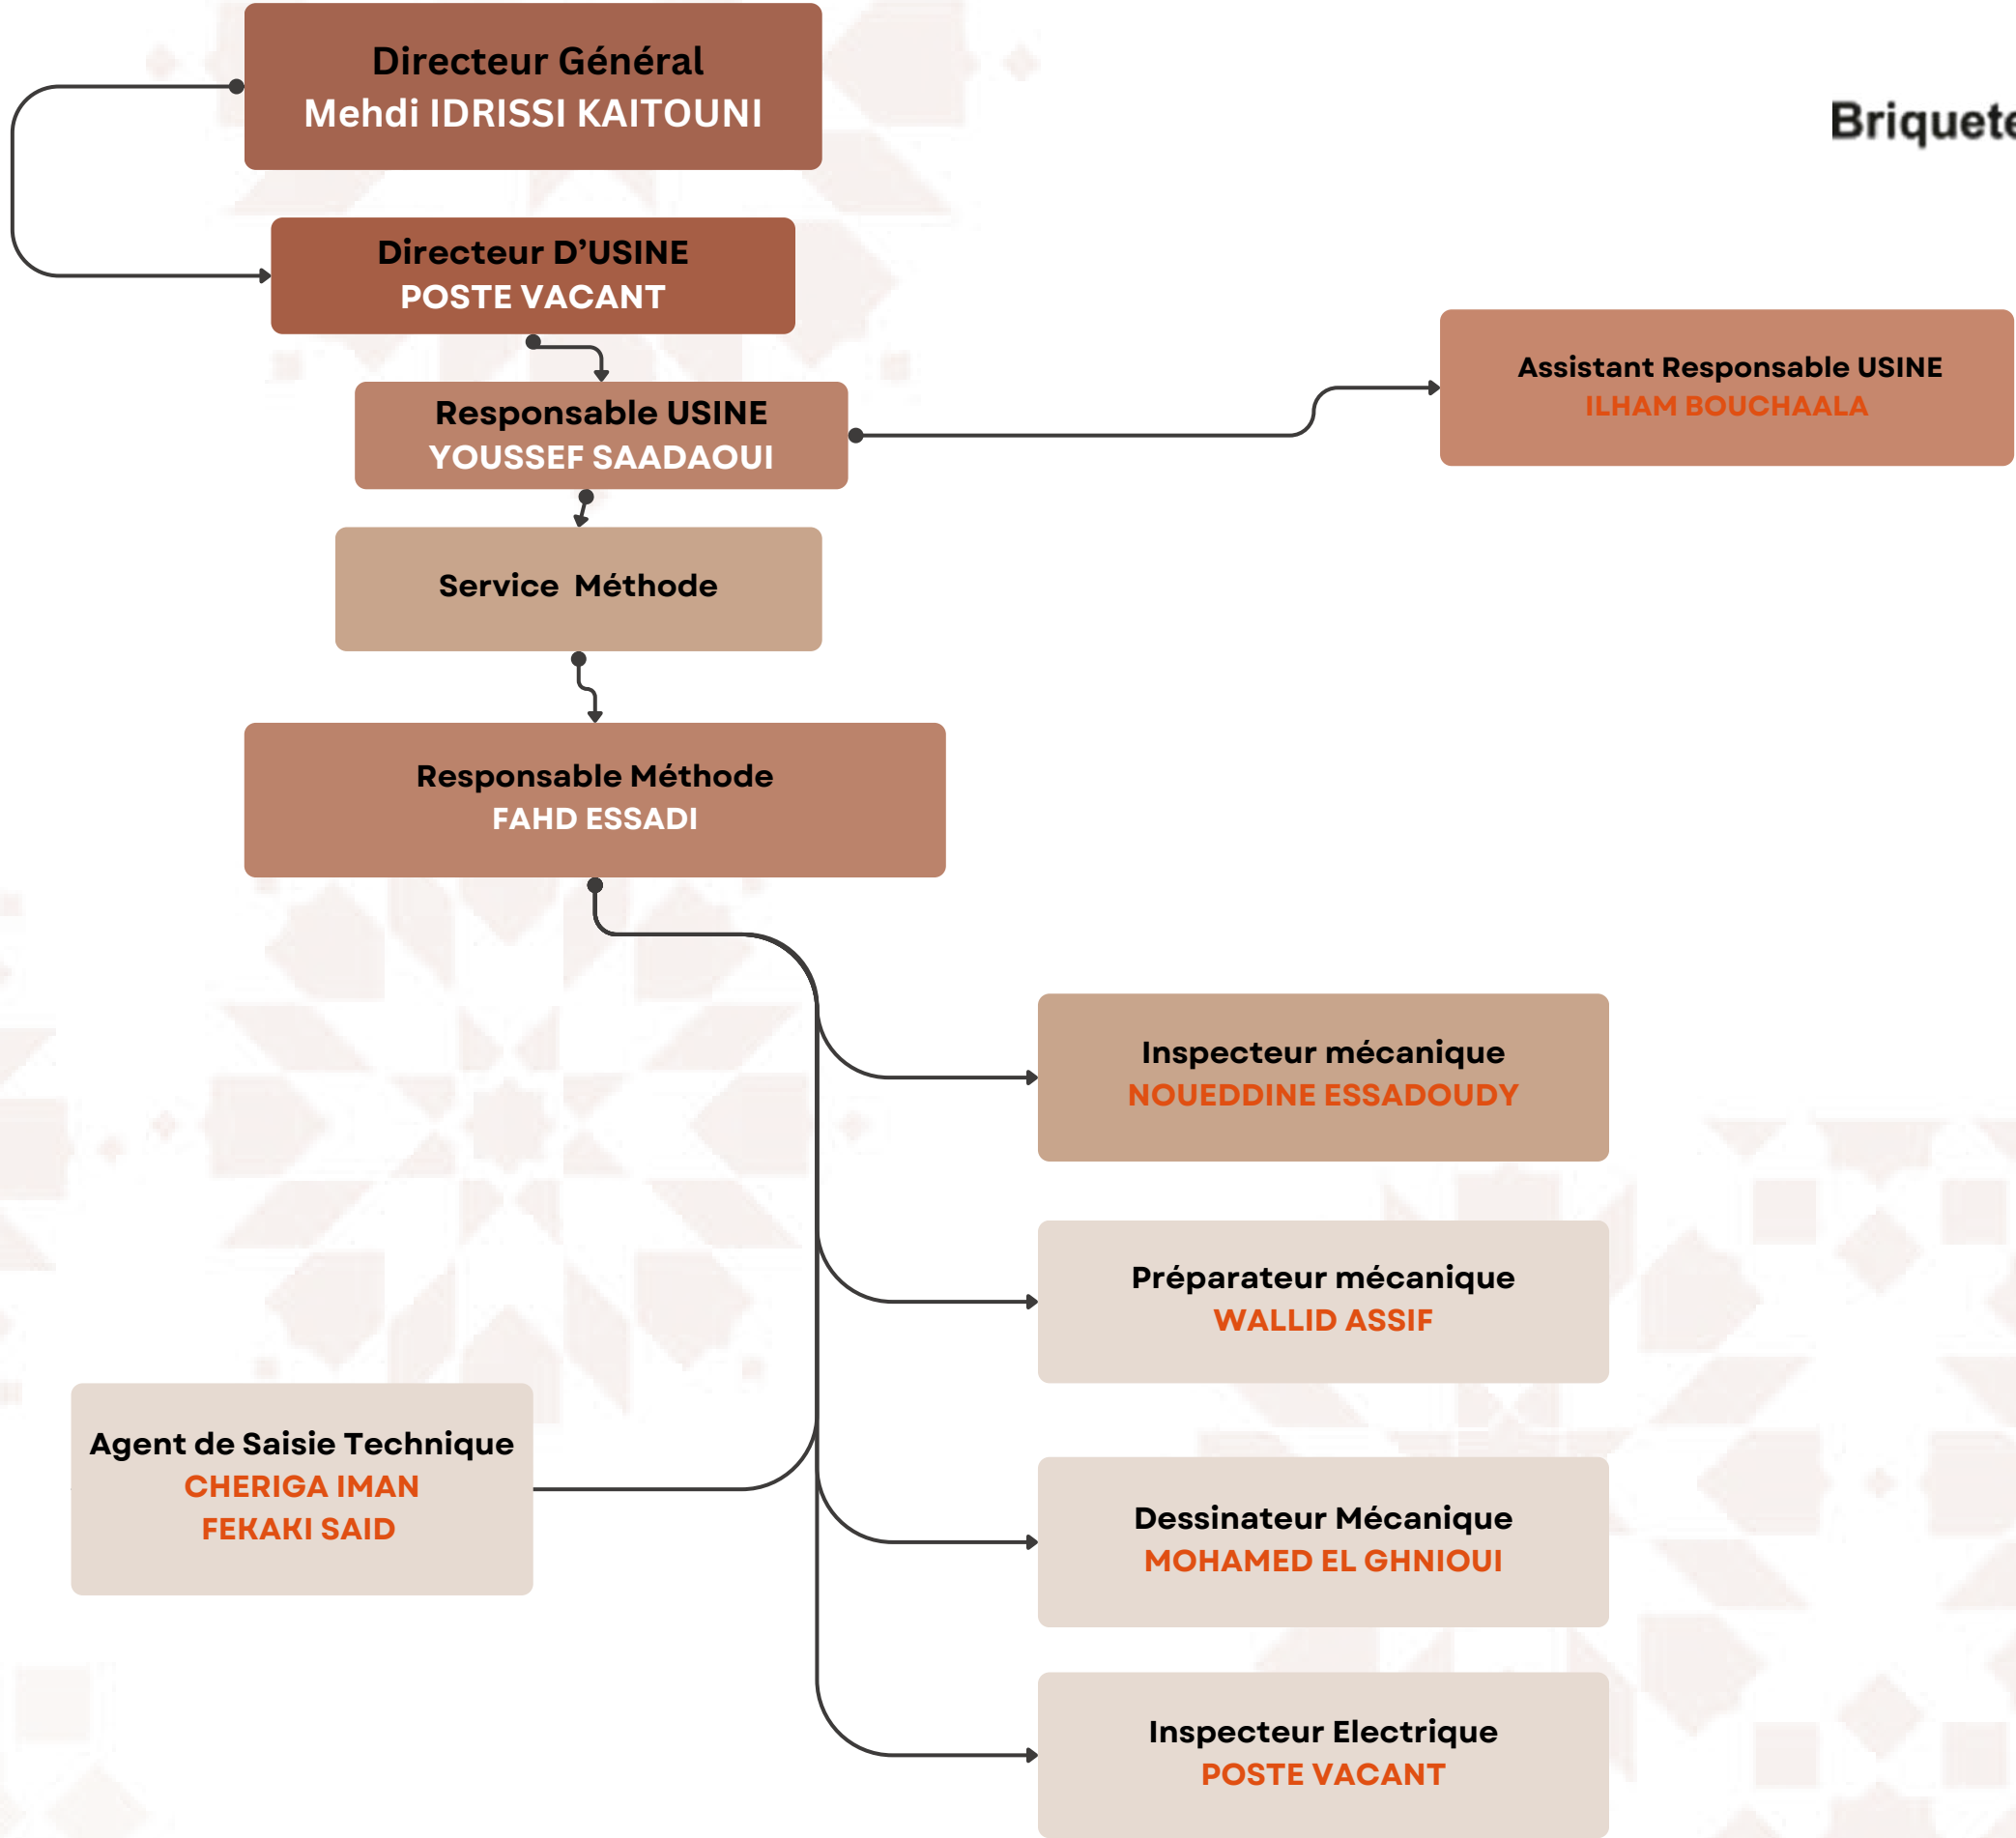 Directeur Général
Mehdi IDRISSI KAITOUNI
Directeur D’USINE
POSTE VACANT
Responsable USINE
YOUSSEF SAADAOUI
Assistant Responsable USINE
ILHAM BOUCHAALA
Service Méthode
Responsable Méthode
FAHD ESSADI
Inspecteur mécanique
NOUEDDINE ESSADOUDY
Préparateur mécanique
WALLID ASSIF
Agent de Saisie Technique
CHERIGA IMAN
FEKAKI SAID
Dessinateur Mécanique
MOHAMED EL GHNIOUI
Inspecteur Electrique
POSTE VACANT